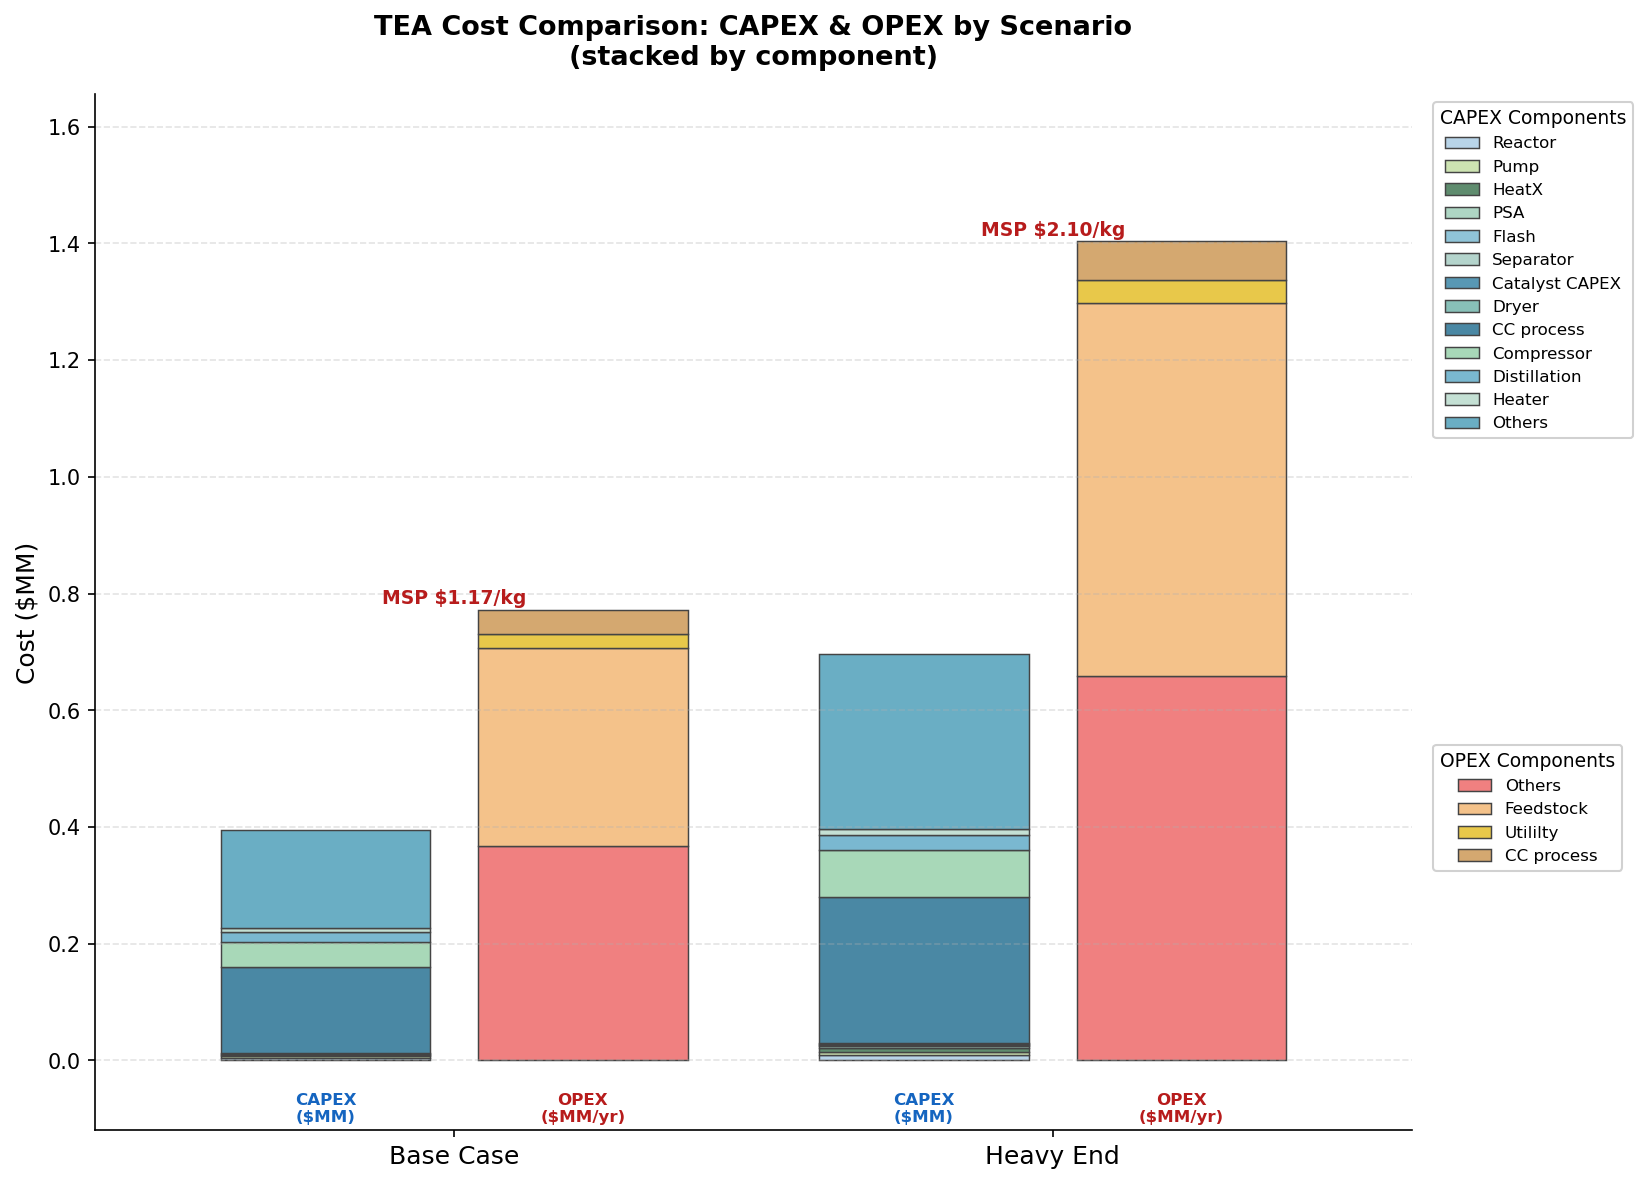 TEA Cost Comparison: CAPEX & OPEX by Scenario
(stacked by component)
Cost ($MM)
1.6
1.4
1.2
1.0
0.8
0.6
0.4
0.2
0.0
MSP $1.17/kg
MSP $2.10/kg
CAPEX
($MM)
OPEX
($MM/yr)
CAPEX
($MM)
OPEX
($MM/yr)
Base Case
Heavy End
CAPEX Components
Reactor
Pump
HeatX
PSA
Flash
Separator
Catalyst CAPEX
Dryer
CC process
Compressor
Distillation
Heater
Others
OPEX Components
Others
Feedstock
Utililty
CC process